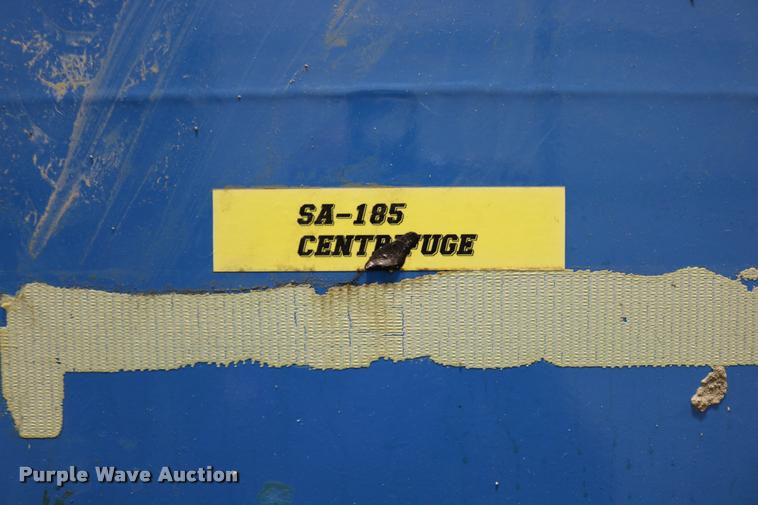 SA-185
CENTRIFUGE
Purple Wave Auction